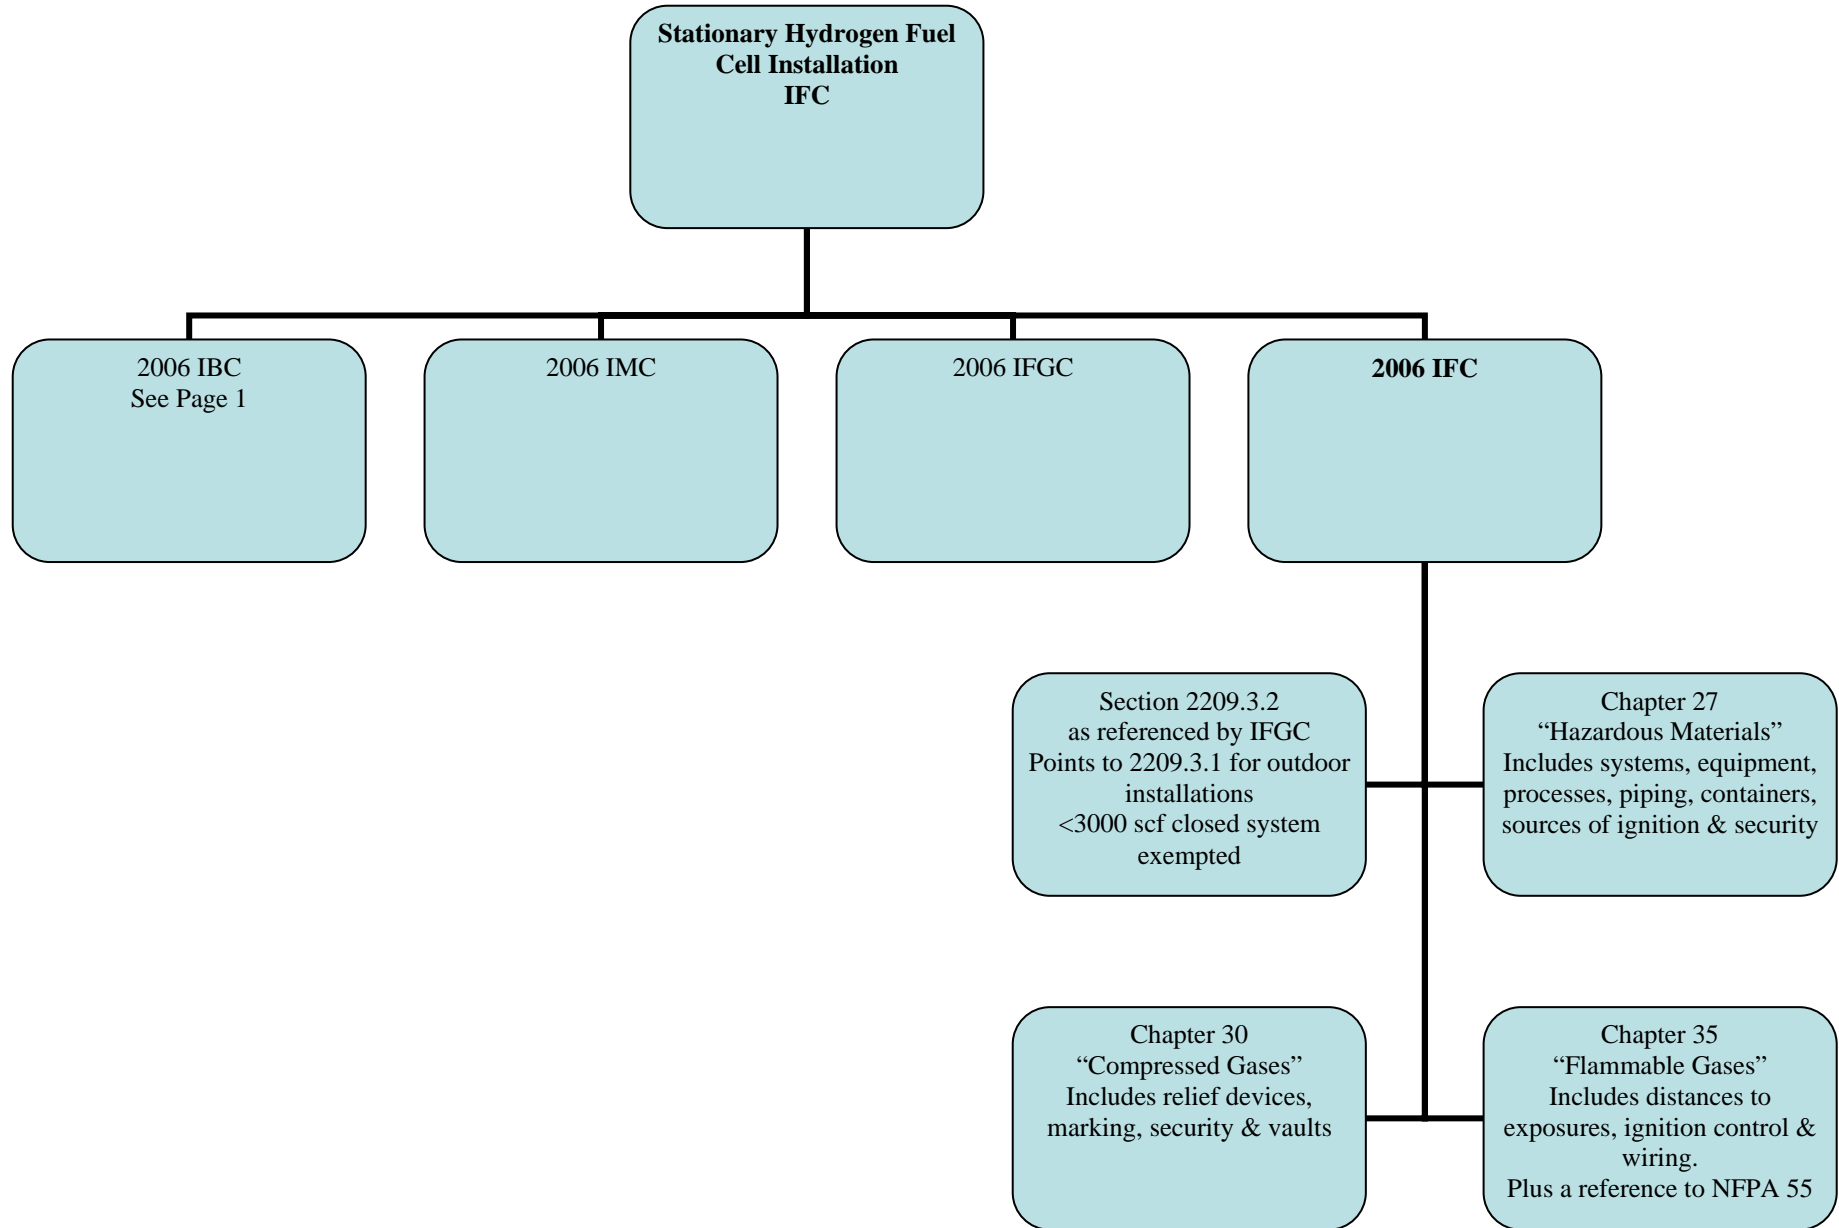 Stationary Hydrogen Fuel
Cell Installation
IFC
2006 IBC
See Page 1
2006 IMC
2006 IFGC
2006 IFC
Section 2209.3.2
as referenced by IFGC
Points to 2209.3.1 for outdoor
installations
<3000 scf closed system
exempted
Chapter 27
“Hazardous Materials”
Includes systems, equipment,
processes, piping, containers,
sources of ignition & security
Chapter 30
“Compressed Gases”
Includes relief devices,
marking, security & vaults
Chapter 35
“Flammable Gases”
Includes distances to
exposures, ignition control &
wiring.
Plus a reference to NFPA 55